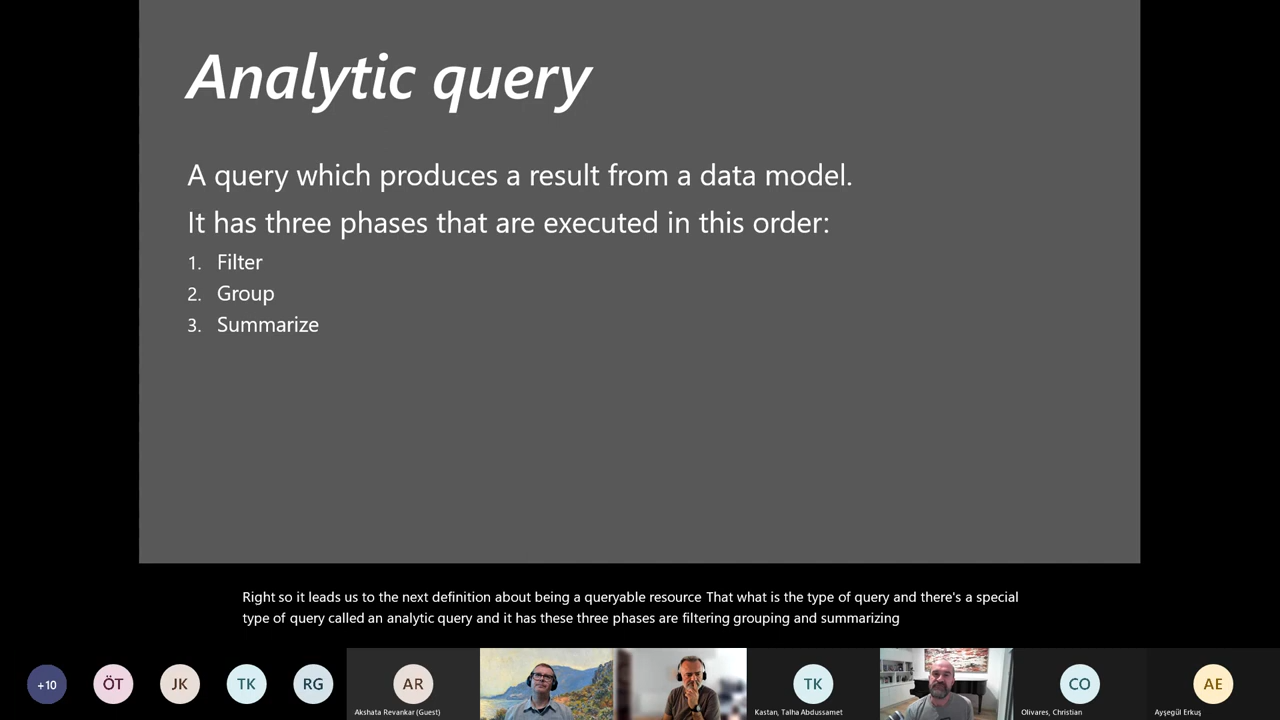 Analytic query
A query which produces a result from a data model.
It has three phases that are executed in this order:
1. Filter
2. Group
3. Summarize
Right so it leads us to the next definition about being a queryable resource That what is the type of query and there's a special
type of query called an analytic query and it has these three phases are filtering grouping and summarizing
+10
ÖT
JK
TK
RG
AR
Akshata Revankar (Guest)
TK
Kastan, Talha Abdussamet
CO
Olivares, Christian
AE
Ayşegül Erkuş